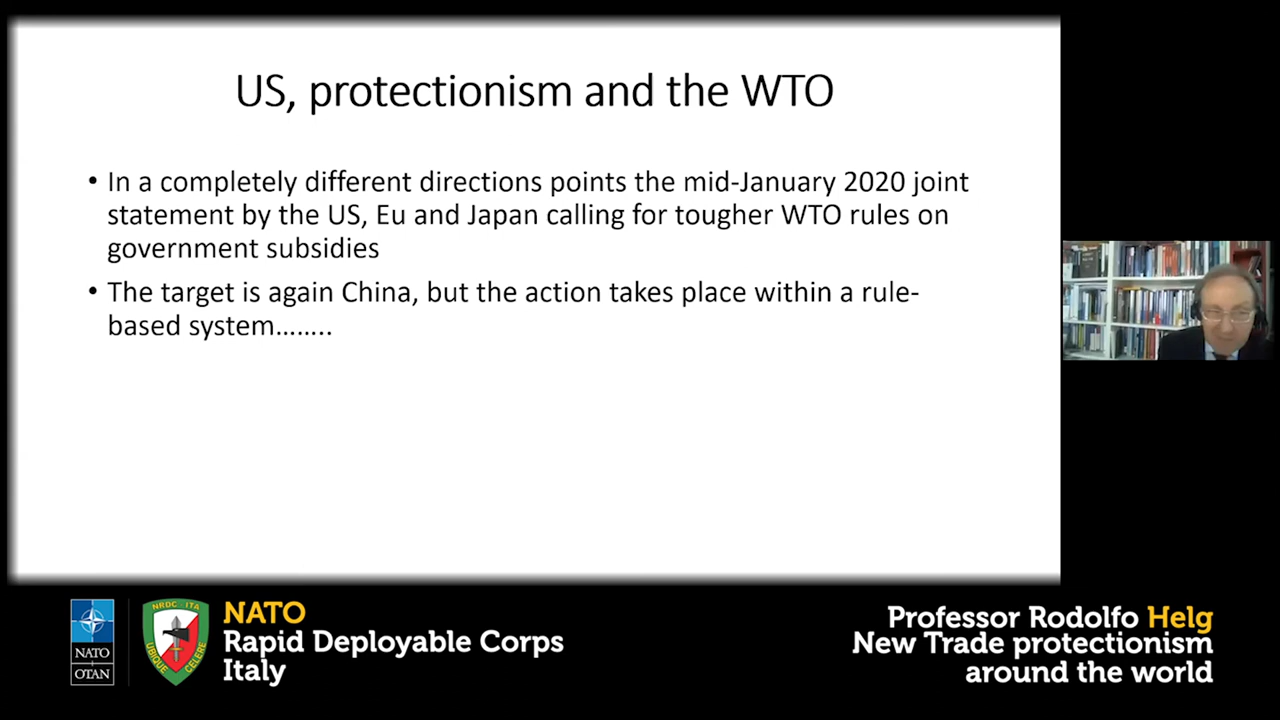 US, protectionism and the WTO
• In a completely different directions points the mid-January 2020 joint
statement by the US, Eu and Japan calling for tougher WTO rules on
government subsidies
• The target is again China, but the action takes place within a rule-
based system……..
NATO
OTAN
NRDC ITA
UBIQUE CELERE
NATO
Rapid Deployable Corps
Italy
Professor Rodolfo Helg
New Trade protectionism
around the world